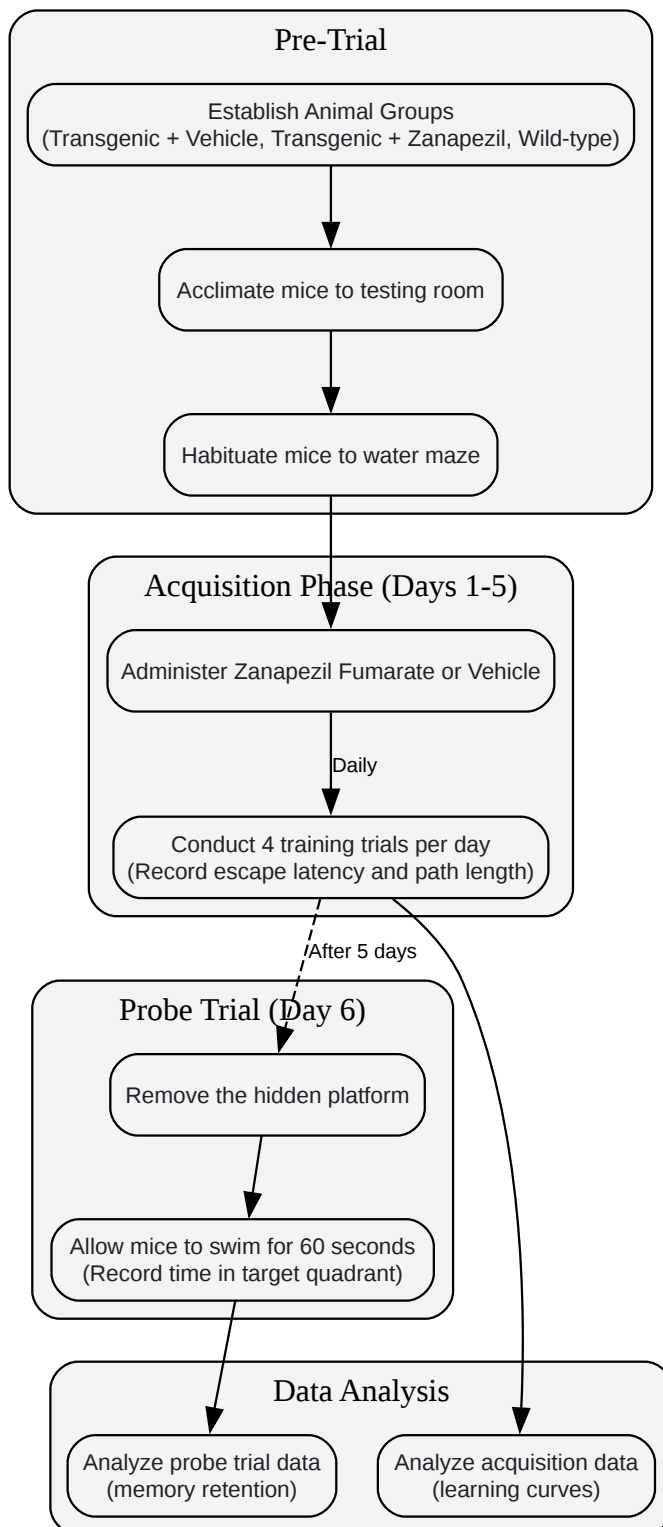 Pre-Trial
Establish Animal Groups
(Transgenic + Vehicle, Transgenic + Zanapezil, Wild-type)
Acclimate mice to testing room
Habituate mice to water maze
Acquisition Phase (Days 1-5)
Administer Zanapezil Fumarate or Vehicle
Daily
Conduct 4 training trials per day
(Record escape latency and path length)
After 5 days
Probe Trial (Day 6)
Remove the hidden platform
Allow mice to swim for 60 seconds
(Record time in target quadrant)
Data Analysis
Analyze probe trial data
(memory retention)
Analyze acquisition data
(learning curves)